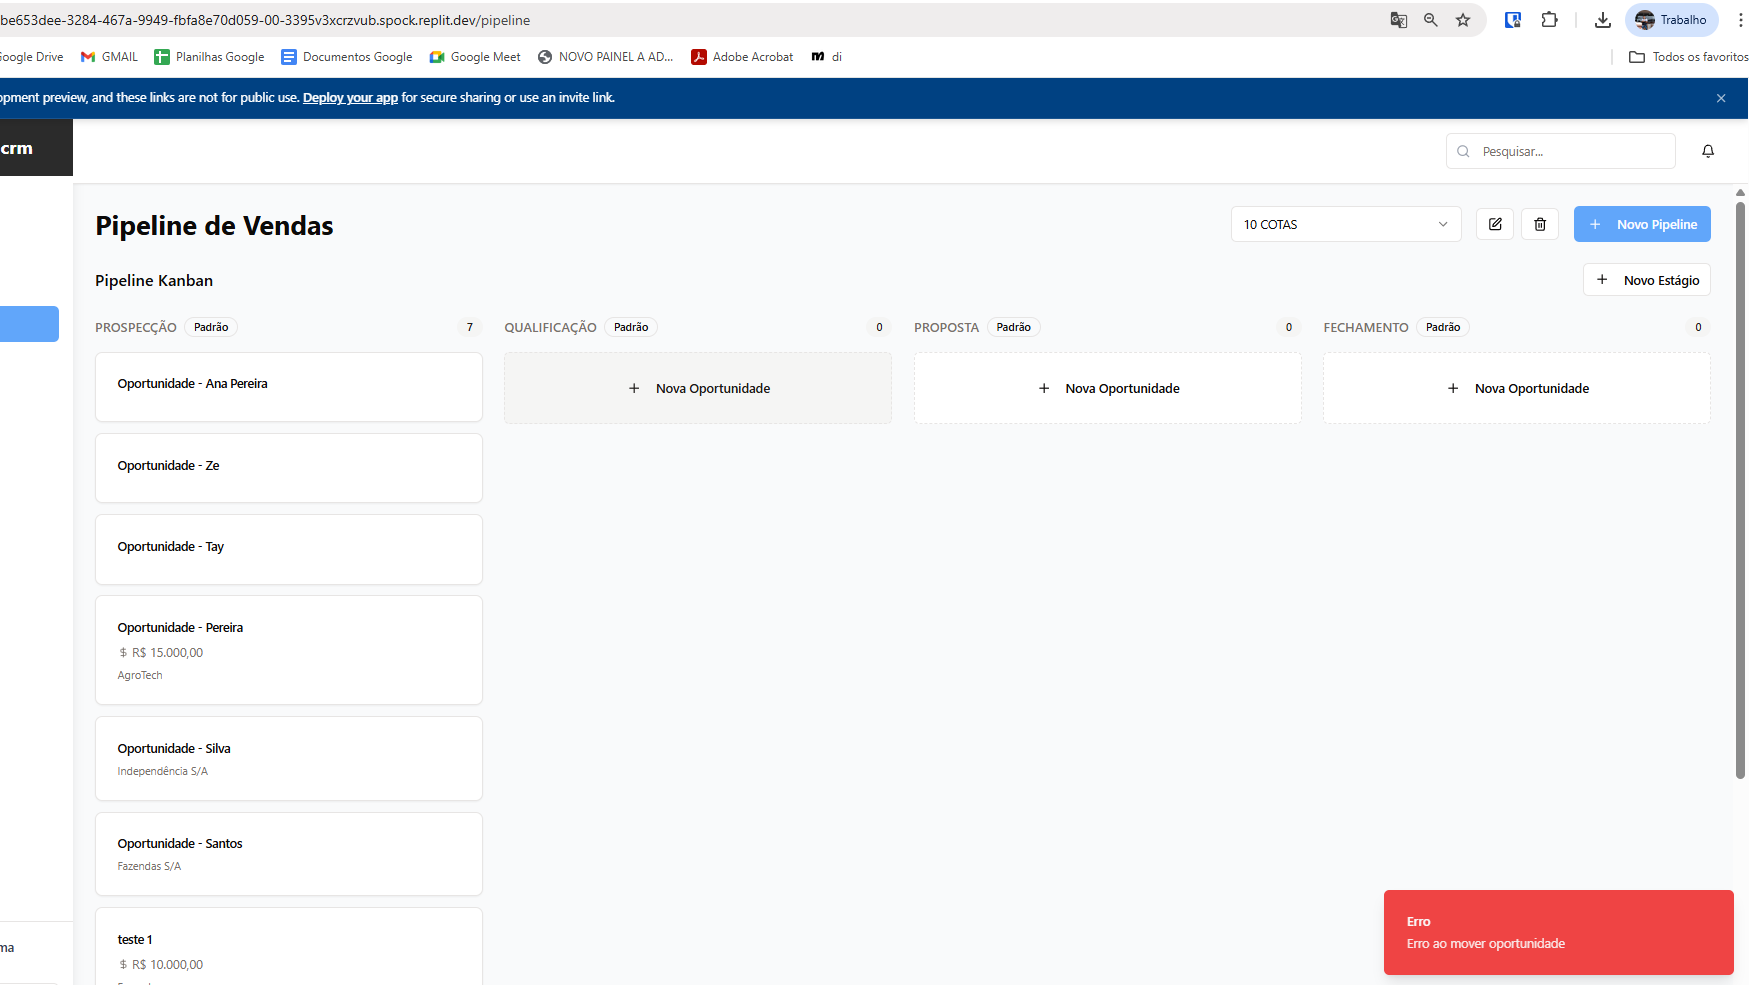 be653dee-3284-467a-9949-fbfa8e70d059-00-3395v3xcrzvub.spock.replit.dev/pipeline
Trabalho
Google Drive
GMAIL
Planilhas Google
Documentos Google
Google Meet
NOVO PAINEL A AD...
Adobe Acrobat
di
Todos os favoritos
opment preview, and these links are not for public use. Deploy your app for secure sharing or use an invite link.
crm
Pesquisar...
Pipeline de Vendas
10 COTAS
+ Novo Pipeline
Pipeline Kanban
+ Novo Estágio
PROSPECÇÃO Padrão 7
QUALIFICAÇÃO Padrão 0
PROPOSTA Padrão 0
FECHAMENTO Padrão 0
Oportunidade - Ana Pereira
+ Nova Oportunidade
+ Nova Oportunidade
+ Nova Oportunidade
Oportunidade - Ze
Oportunidade - Tay
Oportunidade - Pereira
$ R$ 15.000,00
AgroTech
Oportunidade - Silva
Independência S/A
Oportunidade - Santos
Fazendas S/A
teste 1
$ R$ 10.000,00
ma
Erro
Erro ao mover oportunidade